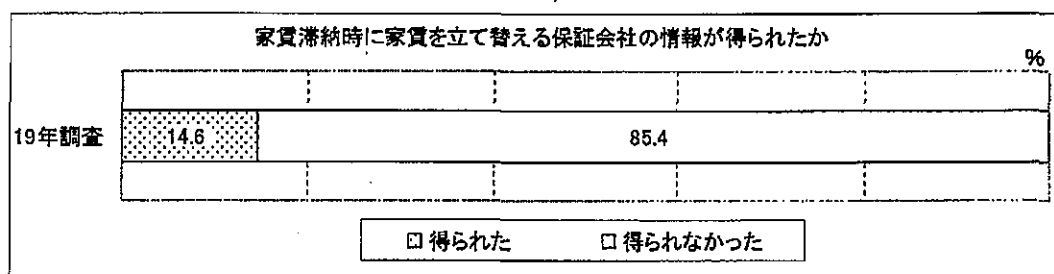 家賃滞納時に家賃を立て替える保証会社の情報が得られたか
%
19年調査
14.6
85.4
得られた
得られなかった